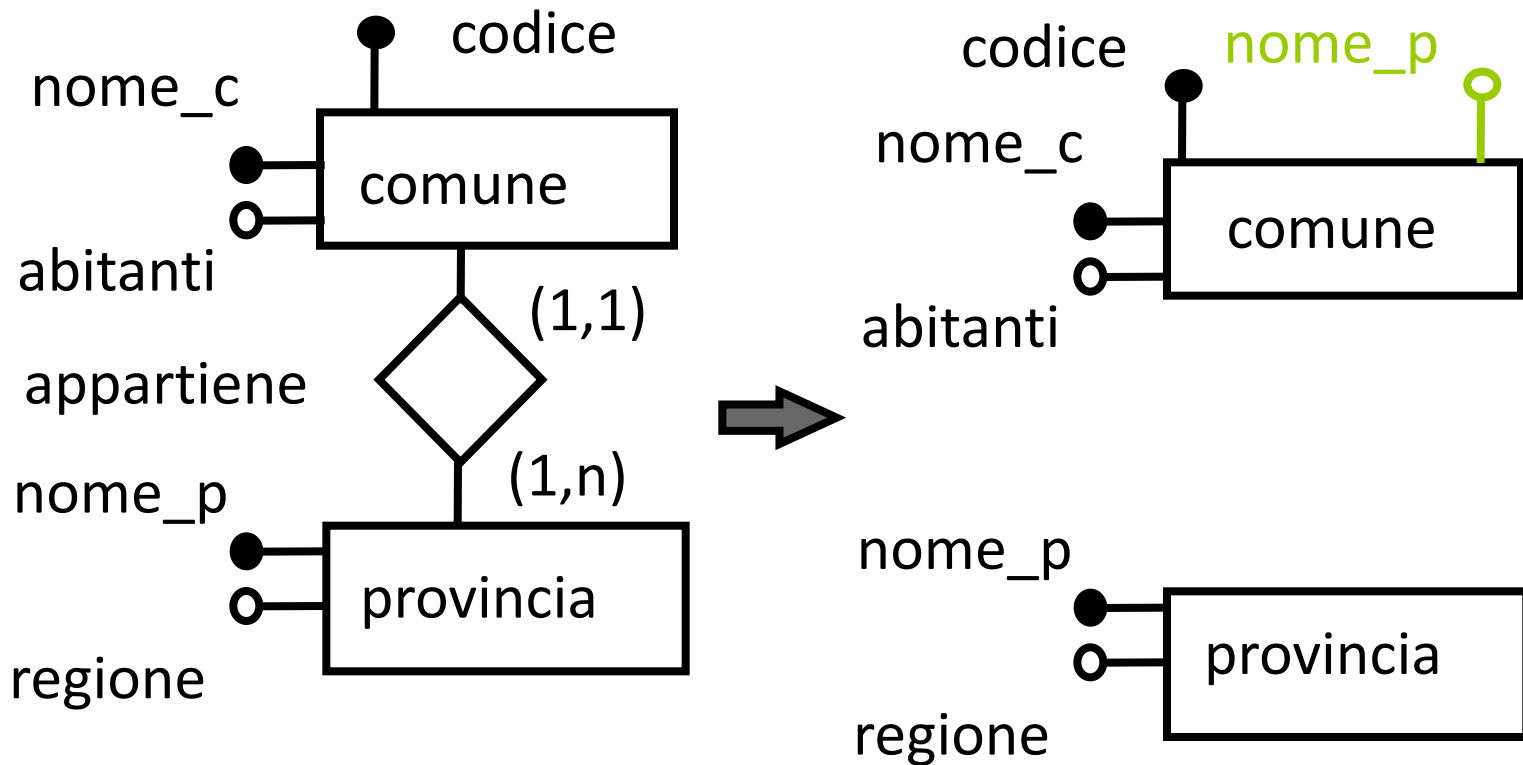 codice
nome_c
comune
abitanti
(1,1)
appartiene
(1,n)
nome_p
provincia
regione
codice
nome_p
nome_c
comune
abitanti
nome_p
provincia
regione